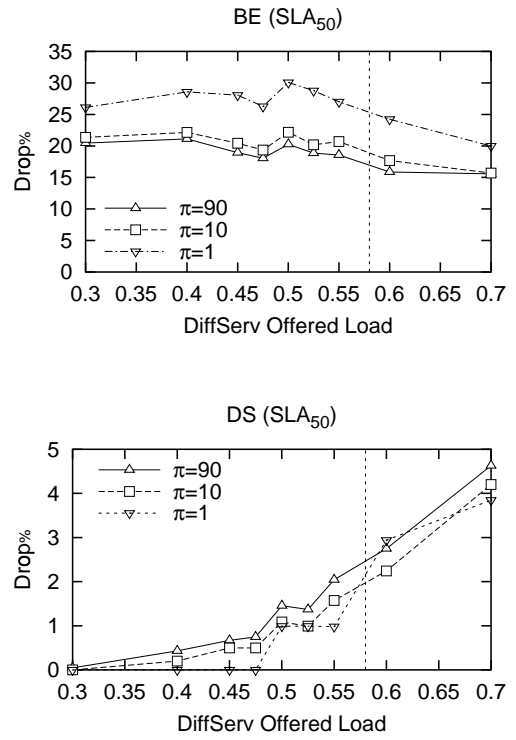 BE (SLA50)
35
30
25
20
15
10
5
0
Drop%
π=90
π=10
π=1
0.3 0.35 0.4 0.45 0.5 0.55 0.6 0.65 0.7
DiffServ Offered Load
DS (SLA50)
5
4
3
2
1
0
Drop%
π=90
π=10
π=1
0.3 0.35 0.4 0.45 0.5 0.55 0.6 0.65 0.7
DiffServ Offered Load